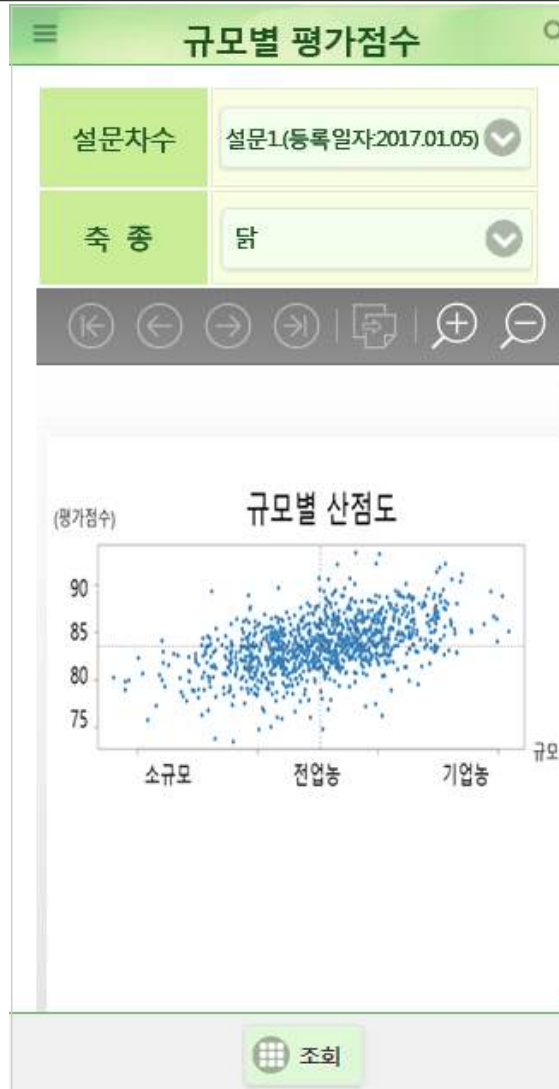 규모별 평가점수
설문차수
설문1.(등록일자:2017.01.05)
축 종
닭
규모별 산점도
(평가점수)
90
85
80
75
규모
소규모
전업농
기업농
조회